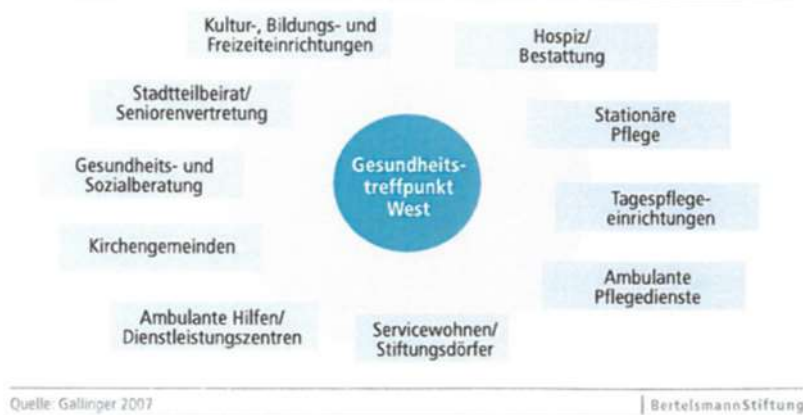 Kultur-, Bildungs- und
Freizeiteinrichtungen
Hospiz/
Bestattung
Stadtteilbeirat/
Seniorenvertretung
Stationäre
Pflege
Gesundheits-
treffpunkt
West
Gesundheits- und
Sozialberatung
Tagespflege-
einrichtungen
Kirchengemeinden
Ambulante
Pflegedienste
Ambulante Hilfen/
Dienstleistungszentren
Servicewohnen/
Stiftungsdörfer
Quelle: Gallinger 2007
BertelsmannStiftung